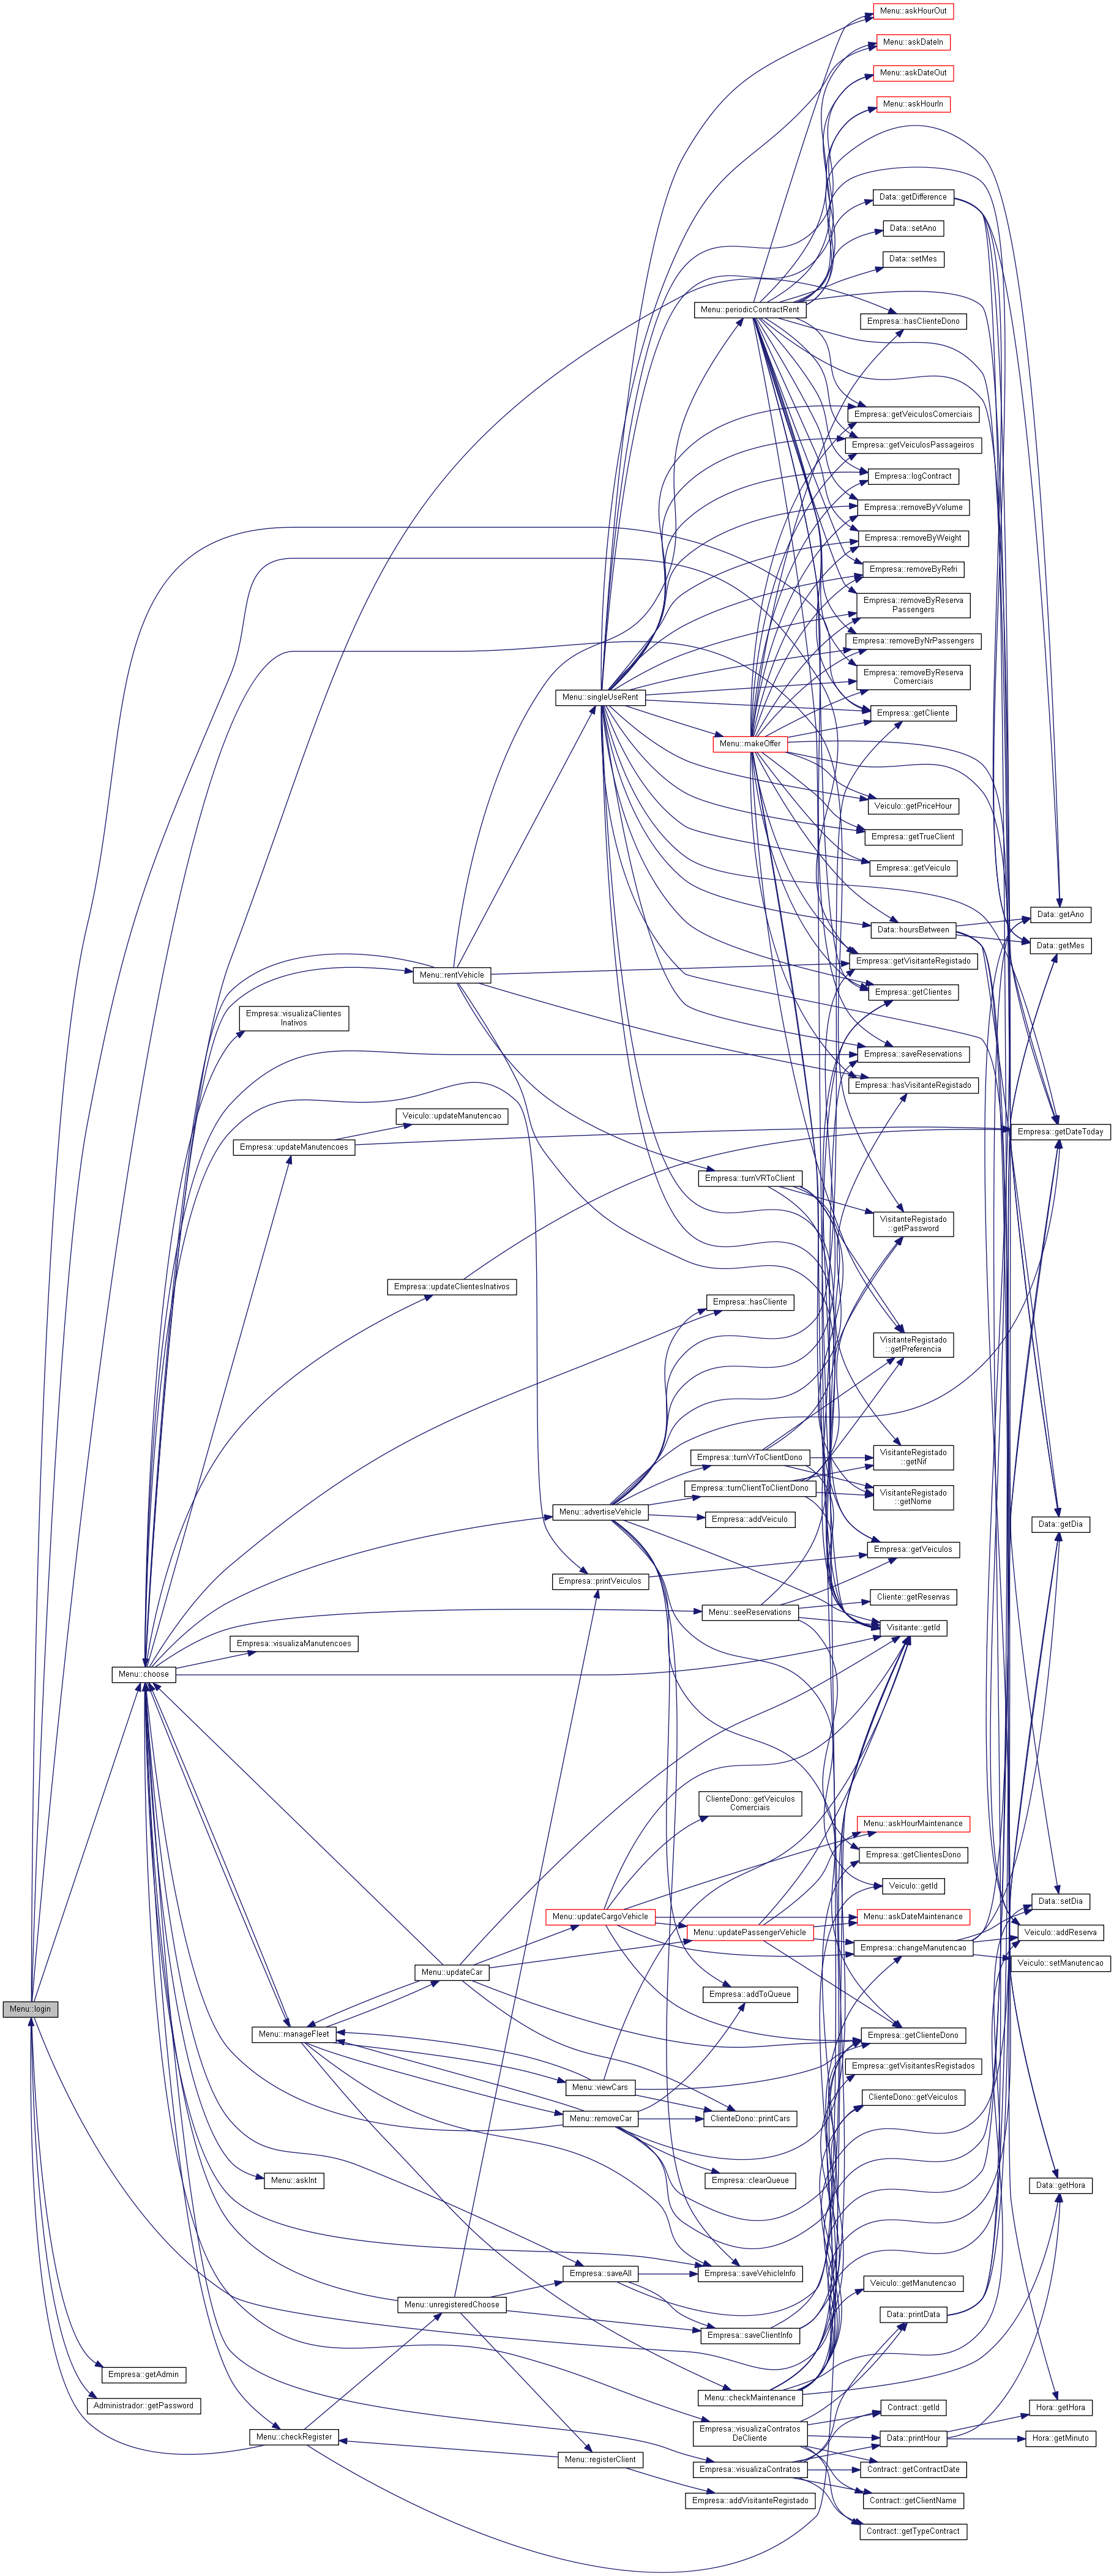 Menu::askHourOut
Menu::askDateIn
Menu::askDateOut
Menu::askHourIn
Data::getDifference
Data::setAno
Data::setMes
Menu::periodicContractRent
Empresa::hasClienteDono
Empresa::getVeiculosComerciais
Empresa::getVeiculosPassageiros
Empresa::logContract
Empresa::removeByVolume
Empresa::removeByWeight
Empresa::removeByRefri
Empresa::removeByReserva
Passengers
Empresa::removeByNrPassengers
Empresa::removeByReserva
Comerciais
Menu::singleUseRent
Empresa::getCliente
Menu::makeOffer
Veiculo::getPriceHour
Empresa::getTrueClient
Empresa::getVeiculo
Data::getAno
Data::hoursBetween
Data::getMes
Empresa::getVisitanteRegistado
Menu::rentVehicle
Empresa::getClientes
Empresa::visualizaClientes
Inativos
Empresa::saveReservations
Empresa::hasVisitanteRegistado
Veiculo::updateManutencao
Empresa::getDateToday
Empresa::updateManutencoes
Empresa::turnVRToClient
VisitanteRegistado
::getPassword
Empresa::updateClientesInativos
Empresa::hasCliente
VisitanteRegistado
::getPreferencia
Empresa::turnVrToClientDono
VisitanteRegistado
::getNif
Empresa::turnClientToClientDono
VisitanteRegistado
::getNome
Menu::advertiseVehicle
Empresa::addVeiculo
Data::getDia
Empresa::getVeiculos
Empresa::printVeiculos
Cliente::getReservas
Menu::seeReservations
Visitante::getId
Empresa::visualizaManutencoes
Menu::choose
ClienteDono::getVeiculos
Comerciais
Menu::askHourMaintenance
Empresa::getClientesDono
Veiculo::getId
Data::setDia
Menu::updateCargoVehicle
Menu::askDateMaintenance
Menu::updatePassengerVehicle
Veiculo::addReserva
Empresa::changeManutencao
Veiculo::setManutencao
Menu::updateCar
Empresa::addToQueue
Menu::login
Menu::manageFleet
Empresa::getClienteDono
Empresa::getVisitantesRegistados
Menu::viewCars
ClienteDono::getVeiculos
Menu::removeCar
ClienteDono::printCars
Menu::askInt
Empresa::clearQueue
Data::getHora
Empresa::saveAll
Empresa::saveVehicleInfo
Veiculo::getManutencao
Menu::unregisteredChoose
Data::printData
Empresa::saveClientInfo
Empresa::getAdmin
Menu::checkMaintenance
Administrador::getPassword
Contract::getId
Hora::getHora
Menu::checkRegister
Empresa::visualizaContratos
DeCliente
Data::printHour
Hora::getMinuto
Menu::registerClient
Empresa::visualizaContratos
Contract::getContractDate
Empresa::addVisitanteRegistado
Contract::getClientName
Contract::getTypeContract